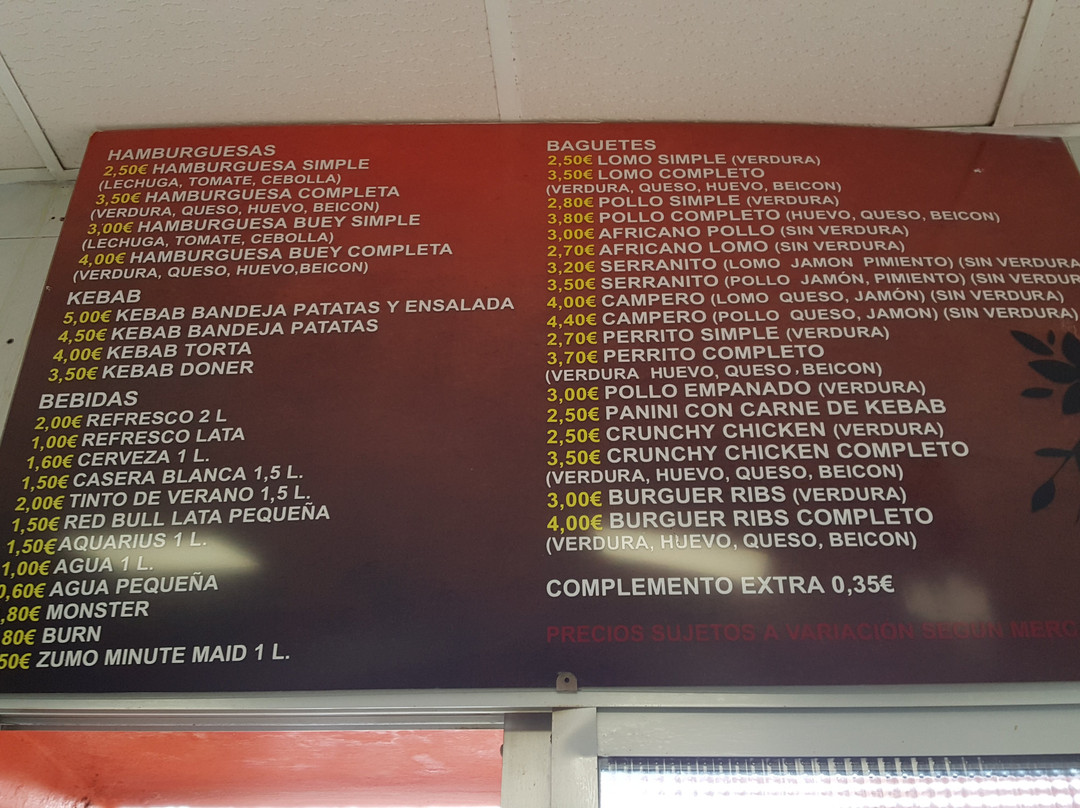 HAMBURGUESAS
2,50€ HAMBURGUESA SIMPLE
(LECHUGA, TOMATE, CEBOLLA)
3,50€ HAMBURGUESA COMPLETA
(VERDURA, QUESO, HUEVO, BEICON)
3,00€ HAMBURGUESA BUEY SIMPLE
(LECHUGA, TOMATE, CEBOLLA)
4,00€ HAMBURGUESA BUEY COMPLETA
(VERDURA, QUESO, HUEVO,BEICON)
KEBAB
5,00€ KEBAB BANDEJA PATATAS Y ENSALADA
4,50€ KEBAB BANDEJA PATATAS
4,00€ KEBAB TORTA
3,50€ KEBAB DONER
BEBIDAS
2,00€ REFRESCO 2 L
1,00€ REFRESCO LATA
1,60€ CERVEZA 1 L.
1,50€ CASERA BLANCA 1,5 L.
2,00€ TINTO DE VERANO 1,5 L.
1,50€ RED BULL LATA PEQUEÑA
1,50€ AQUARIUS 1 L.
1,00€ AGUA 1 L.
0,60€ AGUA PEQUEÑA
,80€ MONSTER
80€ BURN
50€ ZUMO MINUTE MAID 1 L.
BAGUETES
2,50€ LOMO SIMPLE (VERDURA)
3,50€ LOMO COMPLETO
(VERDURA, QUESO, HUEVO, BEICON)
2,80€ POLLO SIMPLE (VERDURA)
3,80€ POLLO COMPLETO (HUEVO, QUESO, BEICON)
3,00€ AFRICANO POLLO (SIN VERDURA)
2,70€ AFRICANO LOMO (SIN VERDURA)
3,20€ SERRANITO (LOMO JAMON PIMIENTO) (SIN VERDURA
3,50€ SERRANITO (POLLO JAMÓN, PIMIENTO) (SIN VERDUR
4,00€ CAMPERO (LOMO QUESO, JAMÓN) (SIN VERDURA)
4,40€ CAMPERO (POLLO QUESO, JAMON) (SIN VERDURA)
2,70€ PERRITO SIMPLE (VERDURA)
3,70€ PERRITO COMPLETO
(VERDURA HUEVO, QUESO, BEICON)
3,00€ POLLO EMPANADO (VERDURA)
2,50€ PANINI CON CARNE DE KEBAB
2,50€ CRUNCHY CHICKEN (VERDURA)
3,50€ CRUNCHY CHICKEN COMPLETO
(VERDURA, HUEVO, QUESO, BEICON)
3,00€ BURGUER RIBS (VERDURA)
4,00€ BURGUER RIBS COMPLETO
(VERDURA, HUEVO, QUESO, BEICON)
COMPLEMENTO EXTRA 0,35€
PRECIOS SUJETOS A VARIACION SEGUN MERC